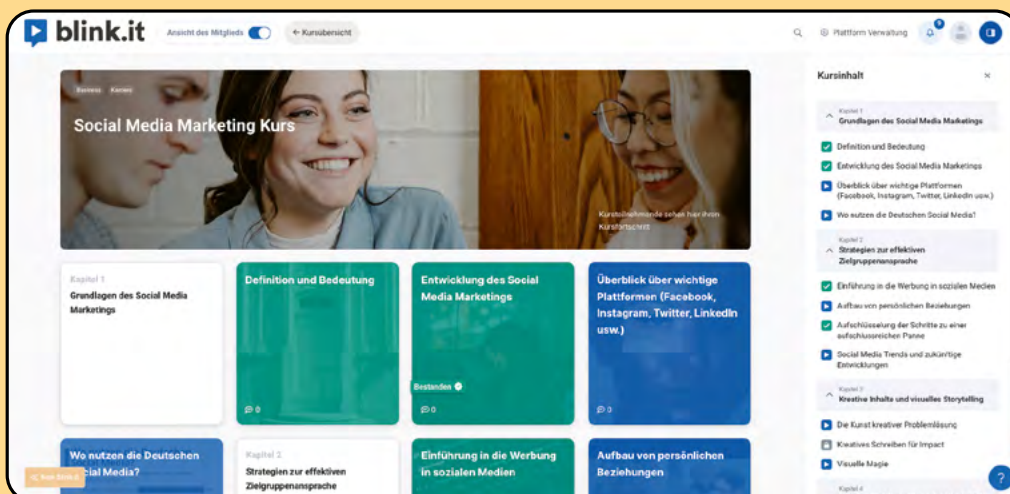 blink.it
Ansicht des Mitglieds
← Kursübersicht
Plattform Verwaltung
9
Business Karriere
Social Media Marketing Kurs
Kursteilnehmende sehen hier ihren
Kursfortschritt
Kapitel 1
Grundlagen des Social Media
Marketings
Definition und Bedeutung
0
Entwicklung des Social
Media Marketings
Bestanden
0
Überblick über wichtige
Plattformen (Facebook,
Instagram, Twitter, LinkedIn
usw.)
0
Wo nutzen die Deutschen
Social Media?
Kapitel 2
Strategien zur effektiven
Zielgruppenansprache
Einführung in die Werbung
in sozialen Medien
Aufbau von persönlichen
Beziehungen
Kursinhalt
Kapitel 1
Grundlagen des Social Media Marketings
Definition und Bedeutung
Entwicklung des Social Media Marketings
Überblick über wichtige Plattformen
(Facebook, Instagram, Twitter, LinkedIn usw.)
Wo nutzen die Deutschen Social Media?
Kapitel 2
Strategien zur effektiven
Zielgruppenansprache
Einführung in die Werbung in sozialen Medien
Aufbau von persönlichen Beziehungen
Aufschlüsselung der Schritte zu einer
aufschlussreichen Panne
Social Media Trends und zukünftige
Entwicklungen
Kapitel 3
Kreative Inhalte und visuelles Storytelling
Die Kunst kreativer Problemlösung
Kreatives Schreiben für Impact
Visuelle Magie
Kapitel 4
?